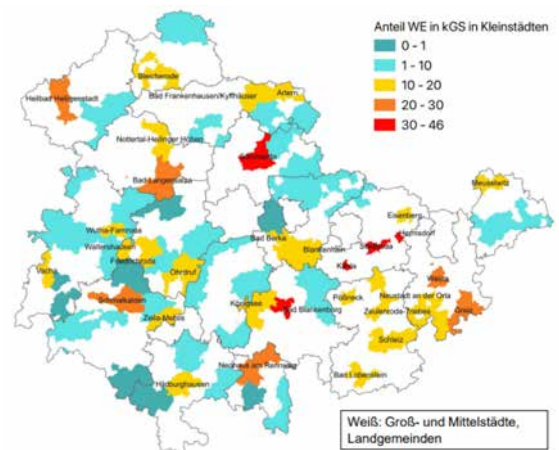 Anteil WE in kGS in Kleinstädten
0 - 1
1 - 10
10 - 20
20 - 30
30 - 46
Bleicherode
Heilbad Heiligenstadt
Bad Frankenhausen/Kyffhäuser
Artern
Nottertal-Heilinger Höhen
Sömmerda
Bad Langensalza
Meuselwitz
Eisenberg
Wutha-Farnroda
Hermsdorf
Waltershausen
Bad Berka
Stadtroda
Blankenhain
Friedrichroda
Kahla
Vacha
Ohrdruf
Weida
Schmalkalden
Königsee
Pößneck
Neustadt an der Orla
Bad Blankenburg
Zeulenroda-Triebes
Greiz
Zella-Mehlis
Schleiz
Neuhaus am Rennweg
Bad Lobenstein
Hildburghausen
Weiß: Groß- und Mittelstädte,
Landgemeinden